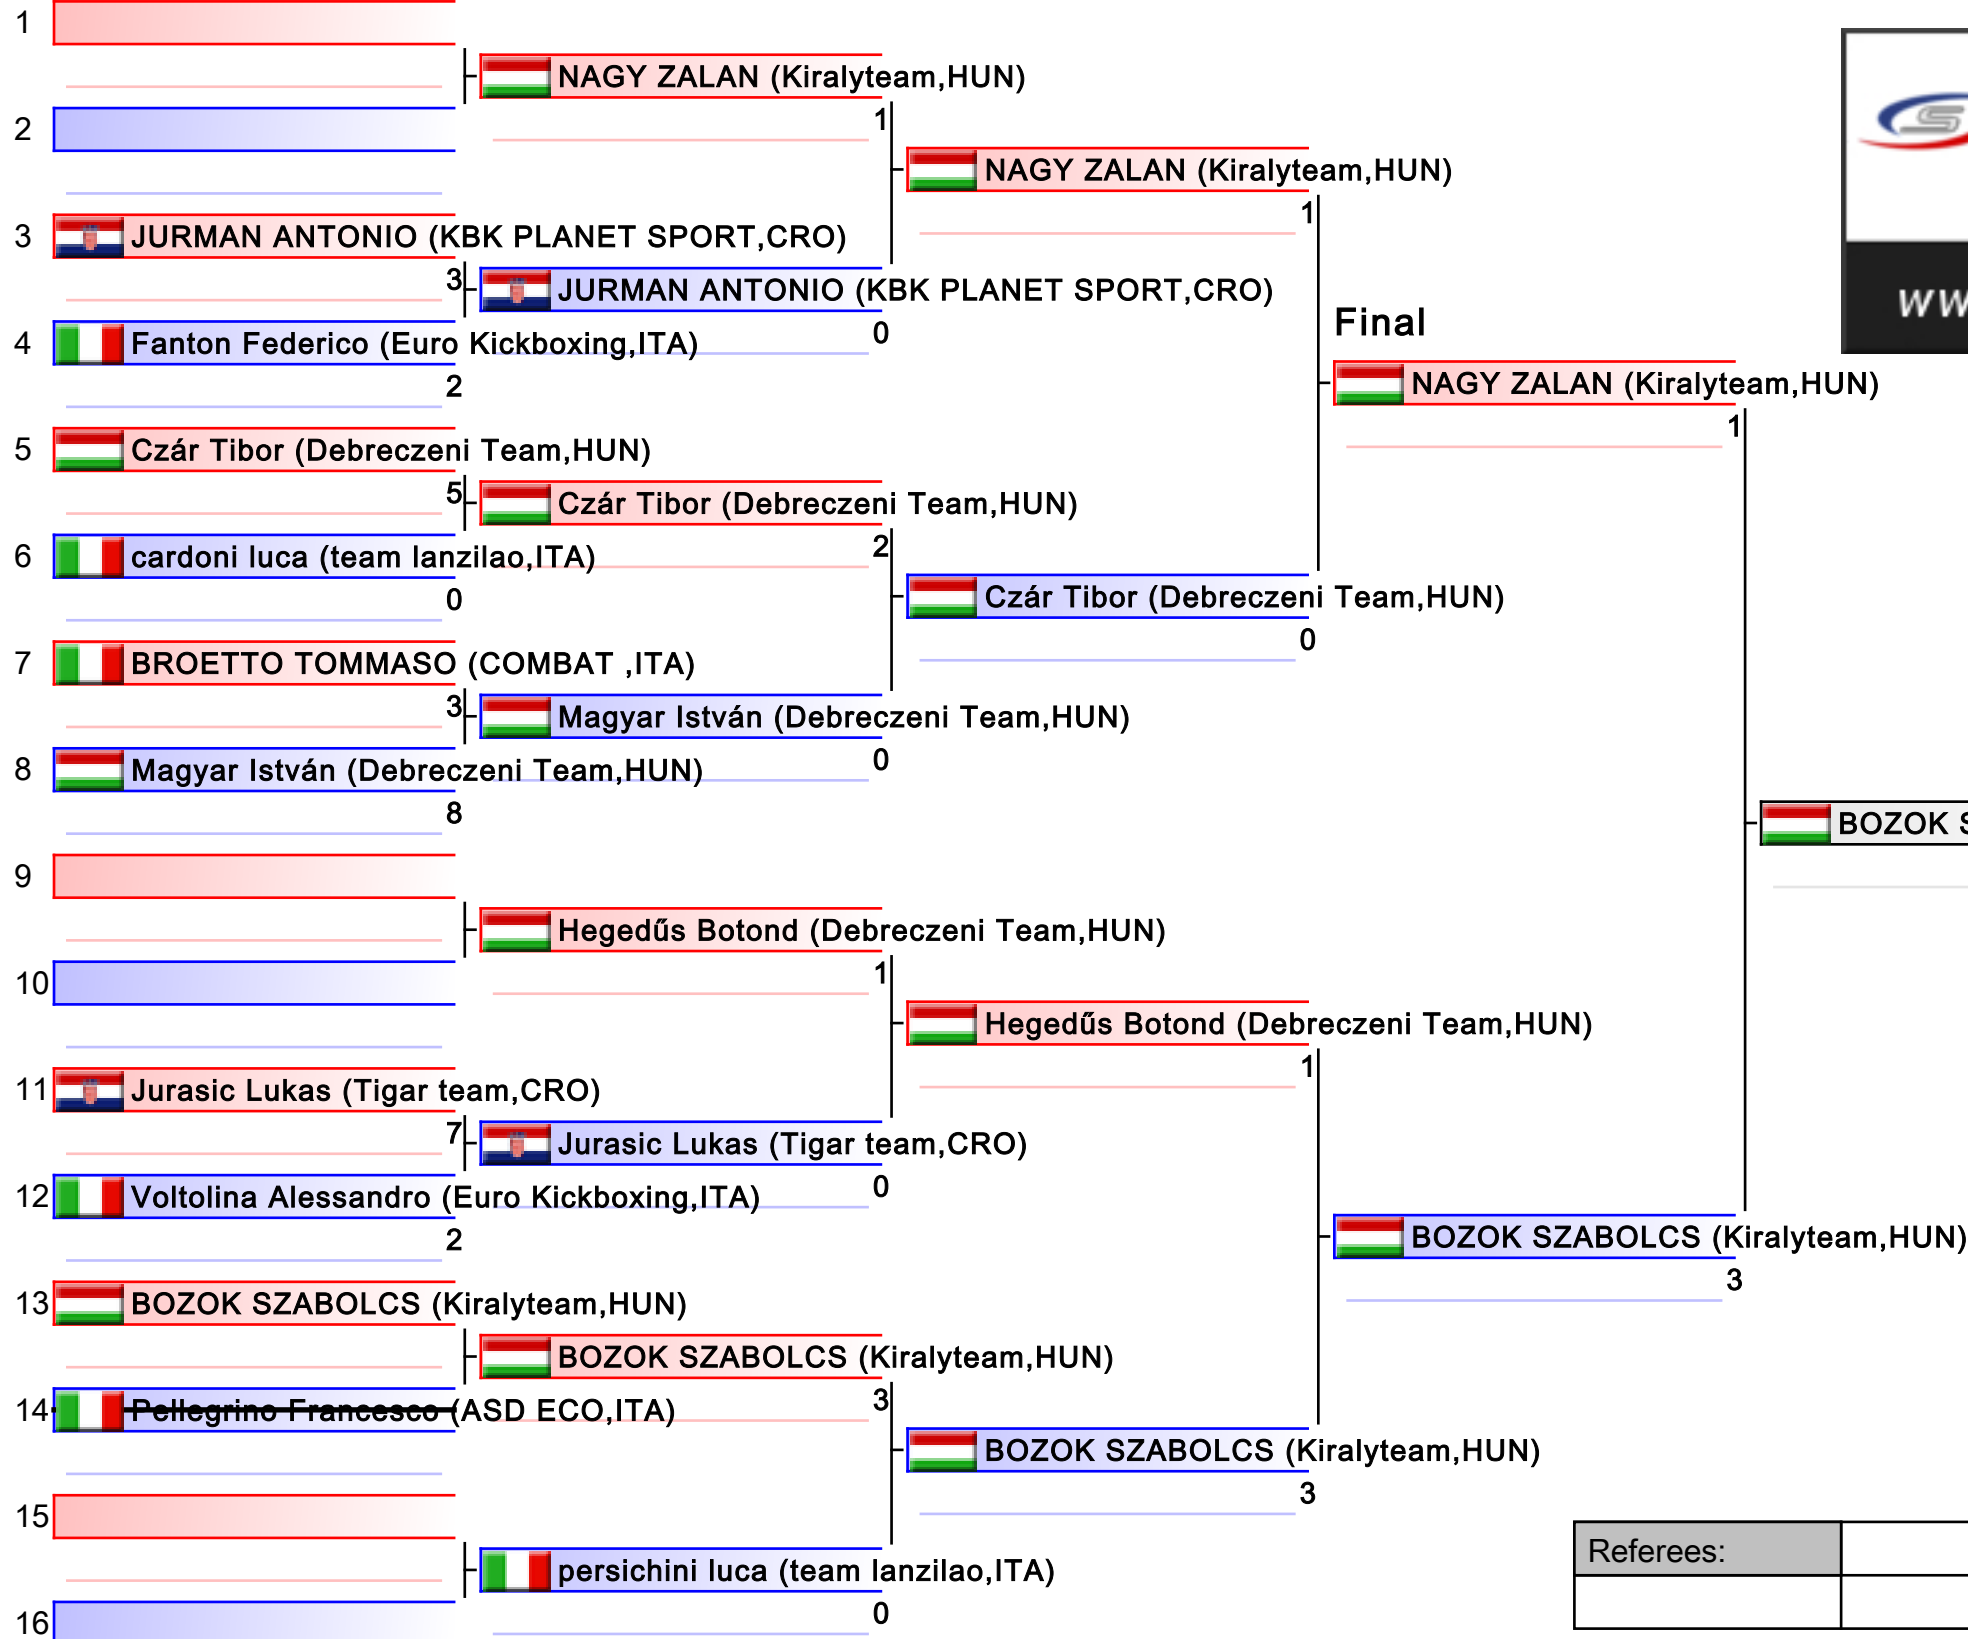 1
NAGY ZALAN (Kiralyteam,HUN)
1
2
NAGY ZALAN (Kiralyteam,HUN)
1
3 JURMAN ANTONIO (KBK PLANET SPORT,CRO)
3
JURMAN ANTONIO (KBK PLANET SPORT,CRO)
0
4 Fanton Federico (Euro Kickboxing,ITA)
2
Final
NAGY ZALAN (Kiralyteam,HUN)
1
5 Czár Tibor (Debreczeni Team,HUN)
5
Czár Tibor (Debreczeni Team,HUN)
2
6 cardoni luca (team lanzilao,ITA)
0
Czár Tibor (Debreczeni Team,HUN)
0
7 BROETTO TOMMASO (COMBAT ,ITA)
3
Magyar István (Debreczeni Team,HUN)
0
8 Magyar István (Debreczeni Team,HUN)
8
BOZOK
9
Hegedűs Botond (Debreczeni Team,HUN)
1
10
Hegedűs Botond (Debreczeni Team,HUN)
1
11 Jurasic Lukas (Tigar team,CRO)
7
Jurasic Lukas (Tigar team,CRO)
0
12 Voltolina Alessandro (Euro Kickboxing,ITA)
2
BOZOK SZABOLCS (Kiralyteam,HUN)
3
13 BOZOK SZABOLCS (Kiralyteam,HUN)
BOZOK SZABOLCS (Kiralyteam,HUN)
3
14 Pellegrino Francesco (ASD ECO,ITA)
BOZOK SZABOLCS (Kiralyteam,HUN)
3
15
persichini luca (team lanzilao,ITA)
0
16
Referees: